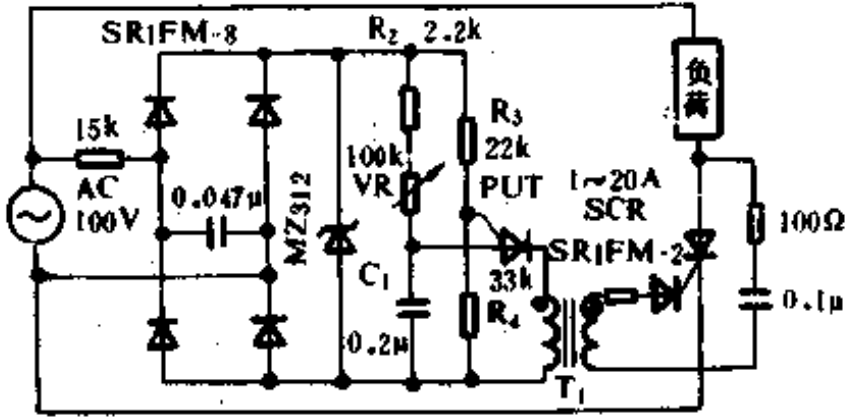 SR1FM-8
R2 2.2k
负荷
15k
AC
100V
0.047μ
MZ312
100k
VR
R3
22k
PUT
1~20A
SCR
SR1FM-2
100Ω
0.1μ
C1
0.2μ
33k
R4
T1